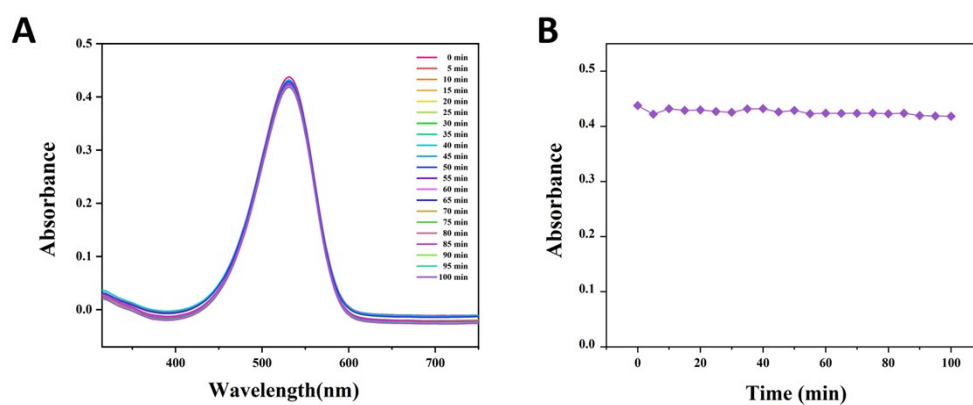 A
Absorbance
0.5
0.4
0.3
0.2
0.1
0.0
400
500
600
700
Wavelength(nm)
0 min
5 min
10 min
15 min
20 min
25 min
30 min
35 min
40 min
45 min
50 min
55 min
60 min
65 min
70 min
75 min
80 min
85 min
90 min
95 min
100 min
B
Absorbance
0.5
0.4
0.3
0.2
0.1
0.0
0
20
40
60
80
100
Time (min)